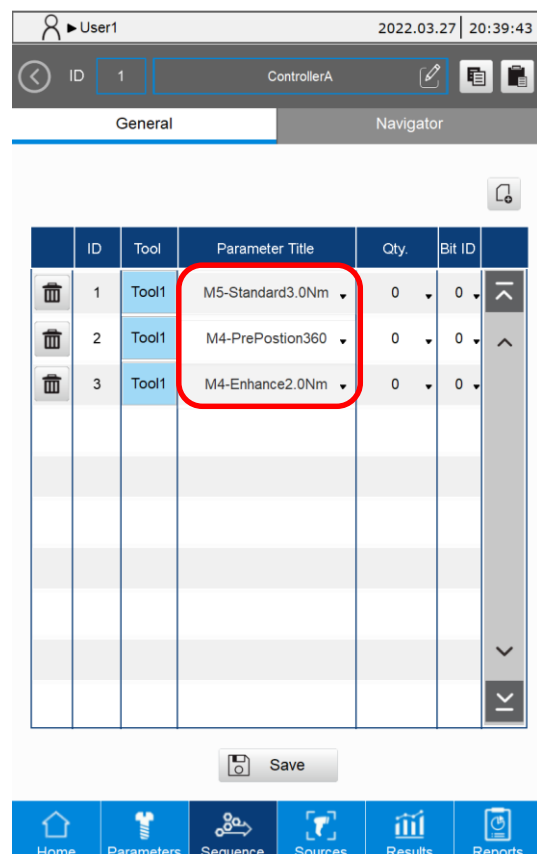 ►User1 2022.03.27 20:39:43
ID 1 ControllerA
General Navigator
ID Tool Parameter Title Qty. Bit ID
1 Tool1 M5-Standard3.0Nm 0 0
2 Tool1 M4-PrePostion360 0 0
3 Tool1 M4-Enhance2.0Nm 0 0
Save
Home Parameters Sequence Sources Results Reports